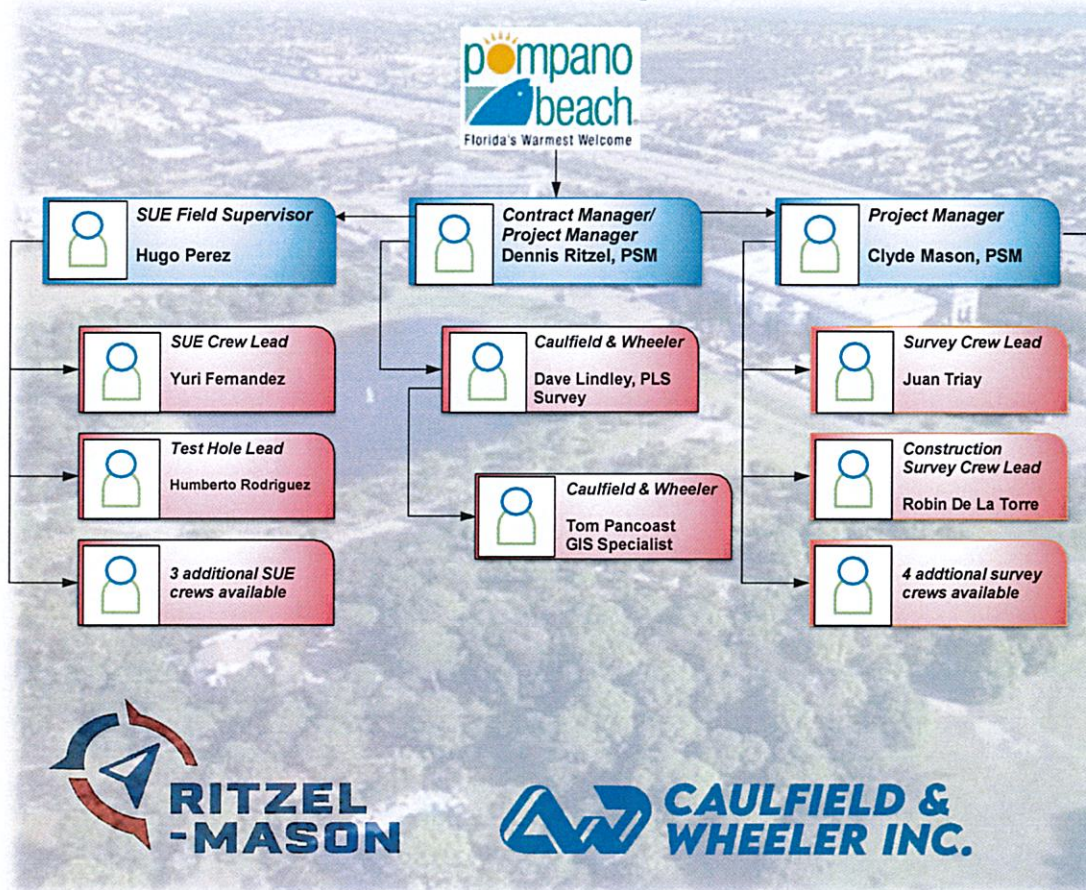 pompano
beach
Florida's Warmest Welcome
SUE Field Supervisor
Hugo Perez
Contract Manager/
Project Manager
Dennis Ritzel, PSM
Project Manager
Clyde Mason, PSM
SUE Crew Lead
Yuri Fernandez
Caulfield & Wheeler
Dave Lindley, PLS
Survey
Survey Crew Lead
Juan Triay
Test Hole Lead
Humberto Rodriguez
Caulfield & Wheeler
Tom Pancoast
GIS Specialist
Construction
Survey Crew Lead
Robin De La Torre
3 additional SUE
crews available
4 addtional survey
crews available
RITZEL
-MASON
CAULFIELD &
WHEELER INC.